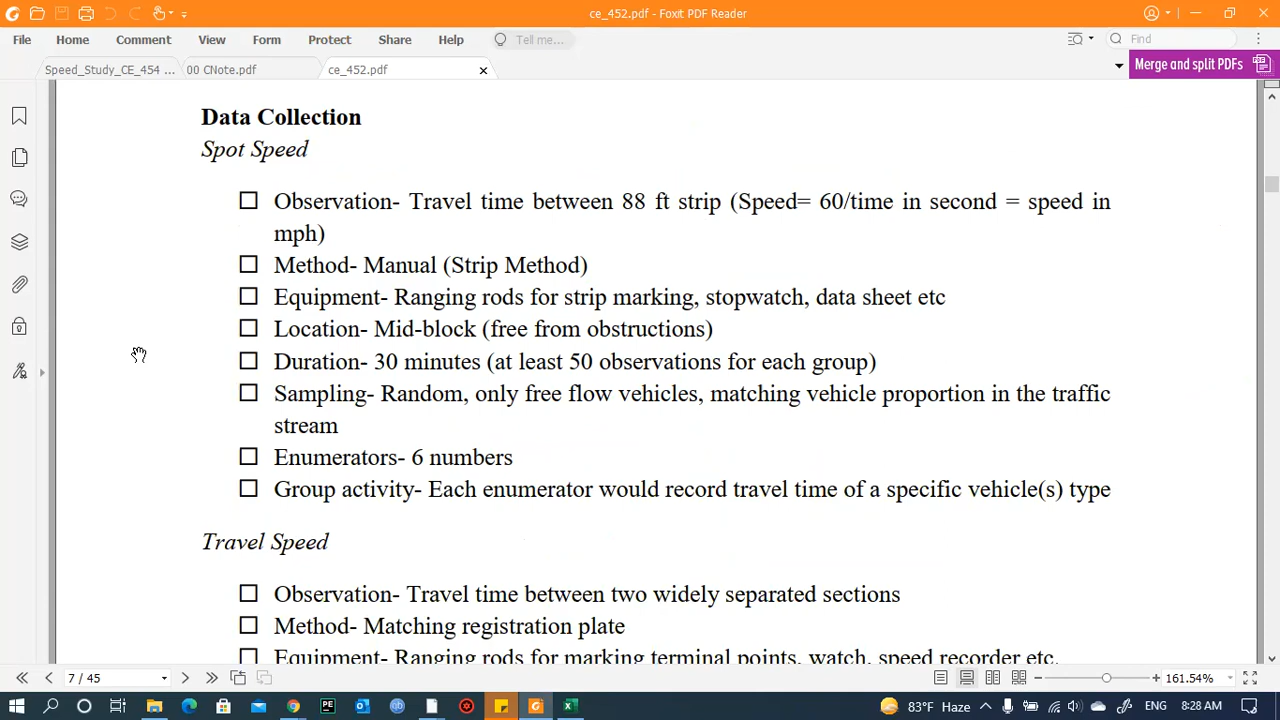 ce_452.pdf - Foxit PDF Reader
File Home Comment View Form Protect Share Help Tell me... Find
Speed_Study_CE_454 ... 00 CNote.pdf ce_452.pdf Merge and split PDFs
Data Collection
Spot Speed
Observation- Travel time between 88 ft strip (Speed= 60/time in second = speed in
mph)
Method- Manual (Strip Method)
Equipment- Ranging rods for strip marking, stopwatch, data sheet etc
Location- Mid-block (free from obstructions)
Duration- 30 minutes (at least 50 observations for each group)
Sampling- Random, only free flow vehicles, matching vehicle proportion in the traffic
stream
Enumerators- 6 numbers
Group activity- Each enumerator would record travel time of a specific vehicle(s) type
Travel Speed
Observation- Travel time between two widely separated sections
Method- Matching registration plate
Equipment- Ranging rods for marking terminal points, watch, speed recorder etc.
7 / 45 161.54%
83°F Haze ENG 8:28 AM